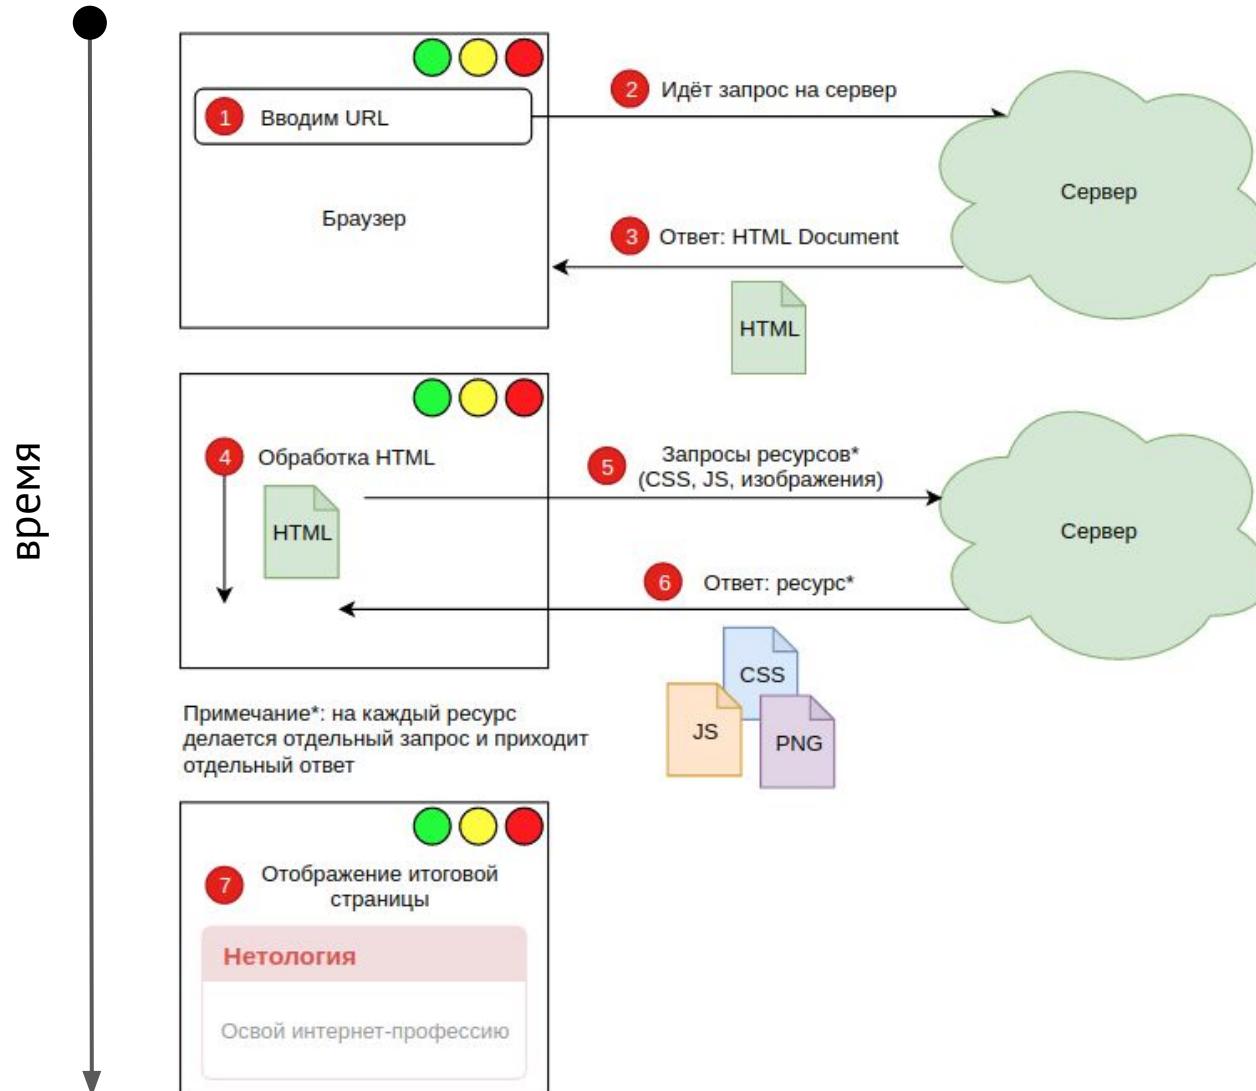 время
1 Вводим URL
Браузер
2 Идёт запрос на сервер
Сервер
3 Ответ: HTML Document
HTML
4 Обработка HTML
HTML
5 Запросы ресурсов*
(CSS, JS, изображения)
Сервер
6 Ответ: ресурс*
CSS
JS
PNG
Примечание*: на каждый ресурс
делается отдельный запрос и приходит
отдельный ответ
7 Отображение итоговой
страницы
Нетология
Освой интернет-профессию